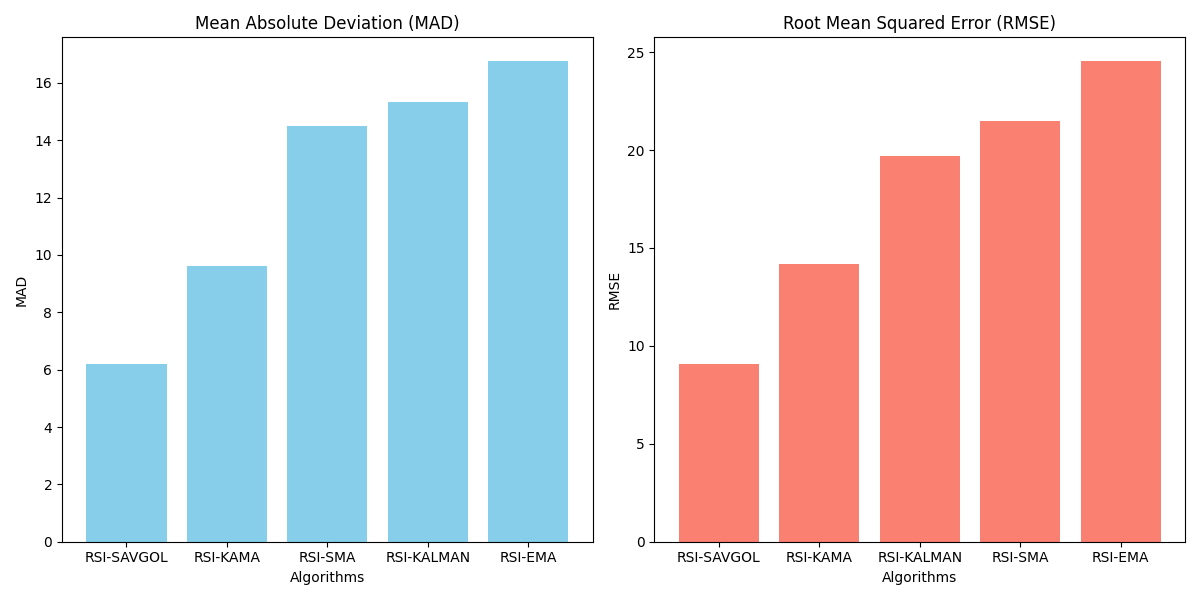 Mean Absolute Deviation (MAD)
MAD
16
14
12
10
8
6
4
2
0
RSI-SAVGOL RSI-KAMA RSI-SMA RSI-KALMAN RSI-EMA
Algorithms
Root Mean Squared Error (RMSE)
RMSE
25
20
15
10
5
0
RSI-SAVGOL RSI-KAMA RSI-KALMAN RSI-SMA RSI-EMA
Algorithms